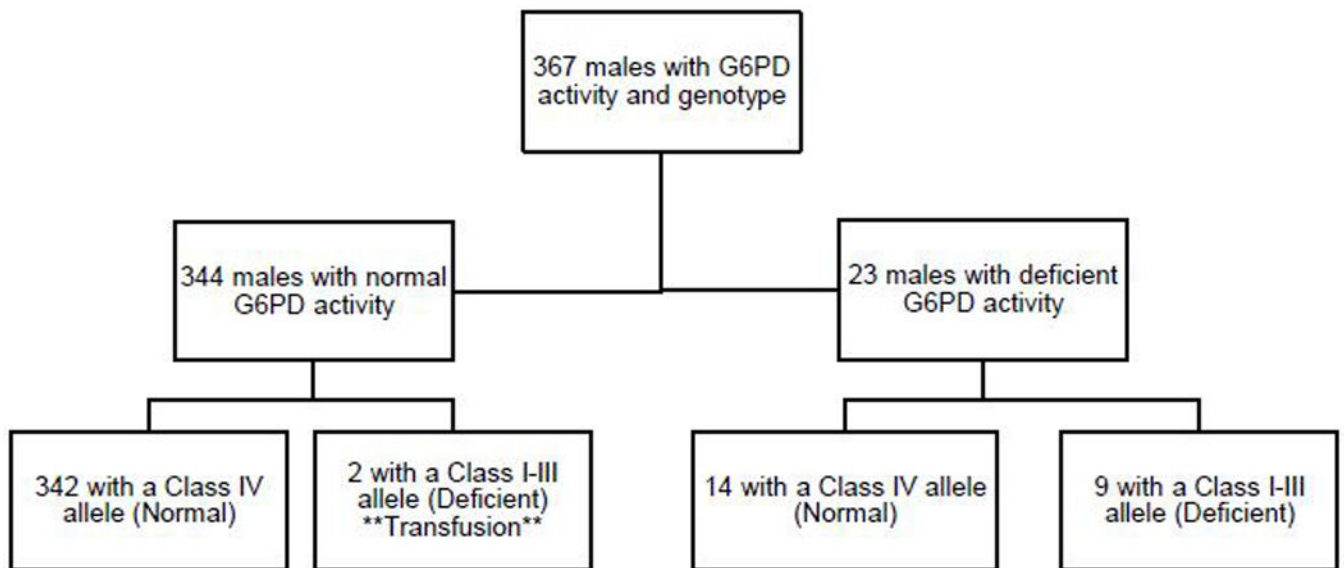 367 males with G6PD
activity and genotype
344 males with normal
G6PD activity
23 males with deficient
G6PD activity
342 with a Class IV
allele (Normal)
2 with a Class I-III
allele (Deficient)
**Transfusion**
14 with a Class IV allele
(Normal)
9 with a Class I-III
allele (Deficient)